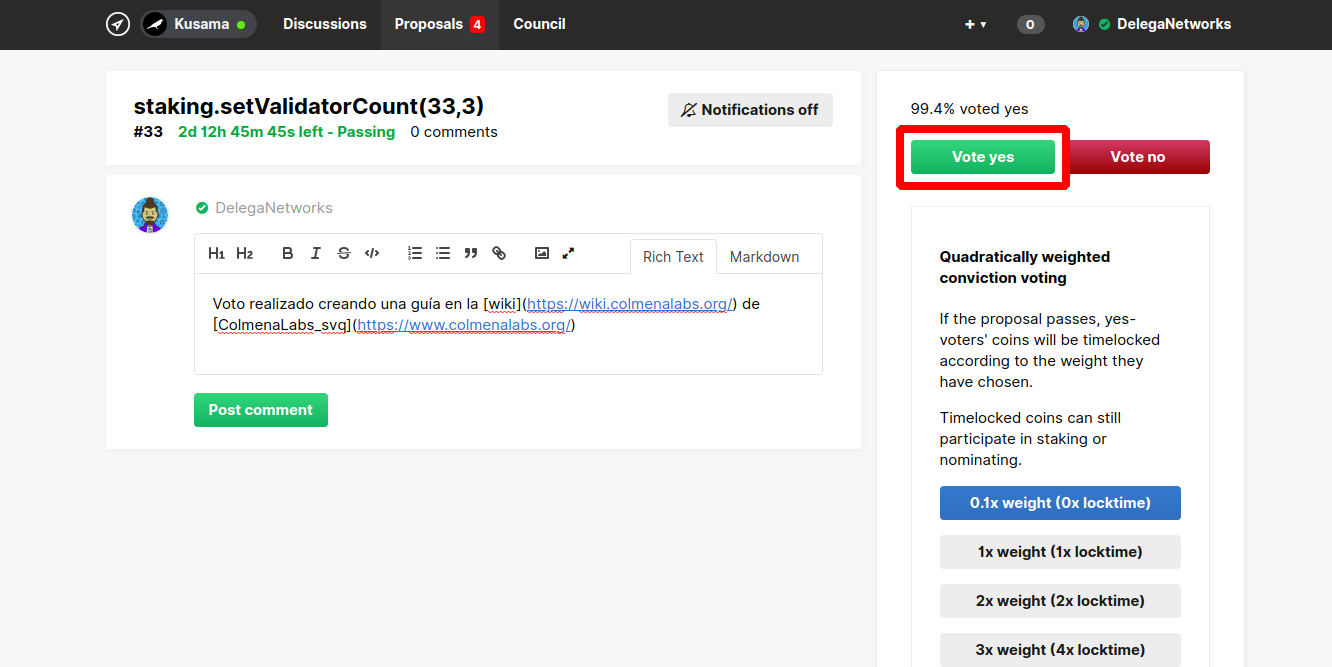 Kusama
Discussions
Proposals 4
Council
+ ▾
0
DelegaNetworks
staking.setValidatorCount(33,3)
#33 2d 12h 45m 45s left - Passing 0 comments
Notifications off
DelegaNetworks
H1 H2 B I S </>
Rich Text
Markdown
Voto realizado creando una guía en la [wiki](https://wiki.colmenalabs.org/) de
[ColmenaLabs_svq](https://www.colmenalabs.org/)
Post comment
99.4% voted yes
Vote yes
Vote no
Quadratically weighted
conviction voting
If the proposal passes, yes-
voters' coins will be timelocked
according to the weight they
have chosen.
Timelocked coins can still
participate in staking or
nominating.
0.1x weight (0x locktime)
1x weight (1x locktime)
2x weight (2x locktime)
3x weight (4x locktime)